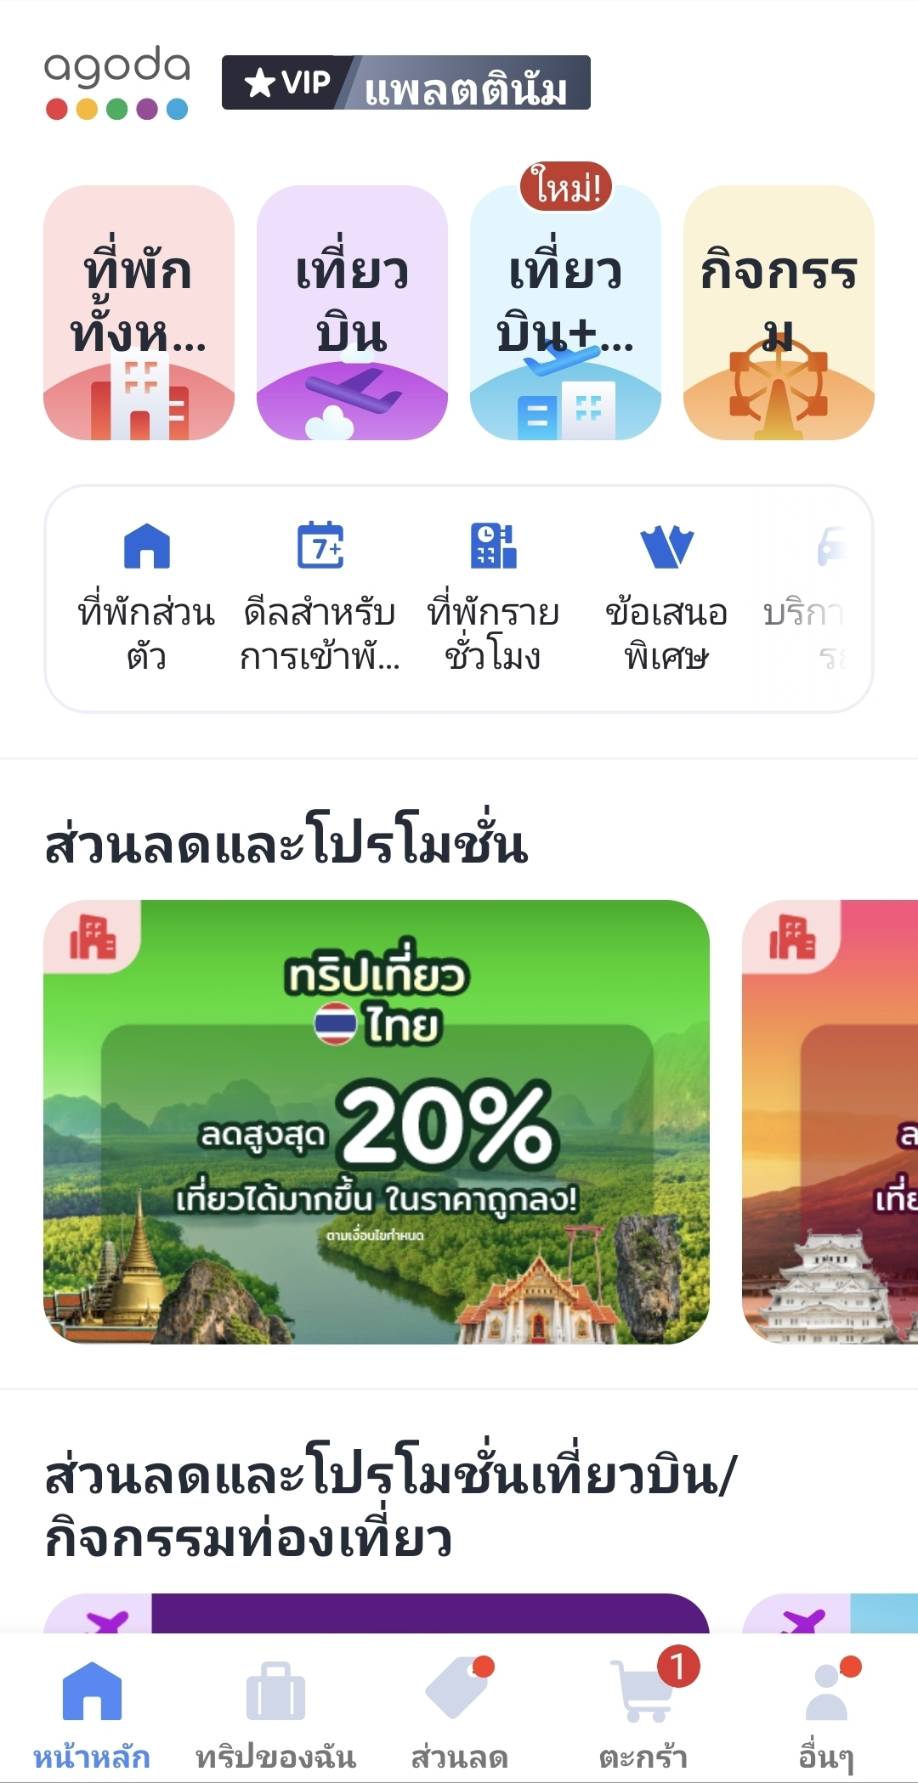 agoda
VIP แพลตตินัม
ใหม่!
ที่พัก
ทั้งห...
เที่ยว
บิน
เที่ยว
บิน+...
กิจกรร
ม
7+
ที่พักส่วน
ตัว
ดีลสำหรับ
การเข้าพั...
ที่พักราย
ชั่วโมง
ข้อเสนอ
พิเศษ
ส่วนลดและโปรโมชั่น
ทริปเที่ยว
ไทย
ลดสูงสุด 20%
เที่ยวได้มากขึ้น ในราคาถูกลง!
ตามเงื่อนไขกำหนด
ส่วนลดและโปรโมชั่นเที่ยวบิน/
กิจกรรมท่องเที่ยว
1
หน้าหลัก
ทริปของฉัน
ส่วนลด
ตะกร้า
อื่นๆ